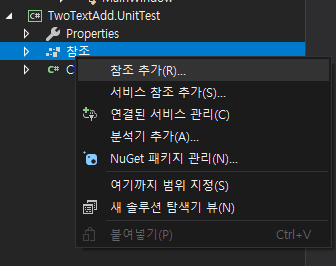 MainWindow
TwoTextAdd.UnitTest
Properties
참조
C
참조 추가(R)...
서비스 참조 추가(S)...
연결된 서비스 관리(C)
분석기 추가(A)...
NuGet 패키지 관리(N)...
여기까지 범위 지정(S)
새 솔루션 탐색기 뷰(N)
붙여넣기(P) Ctrl+V